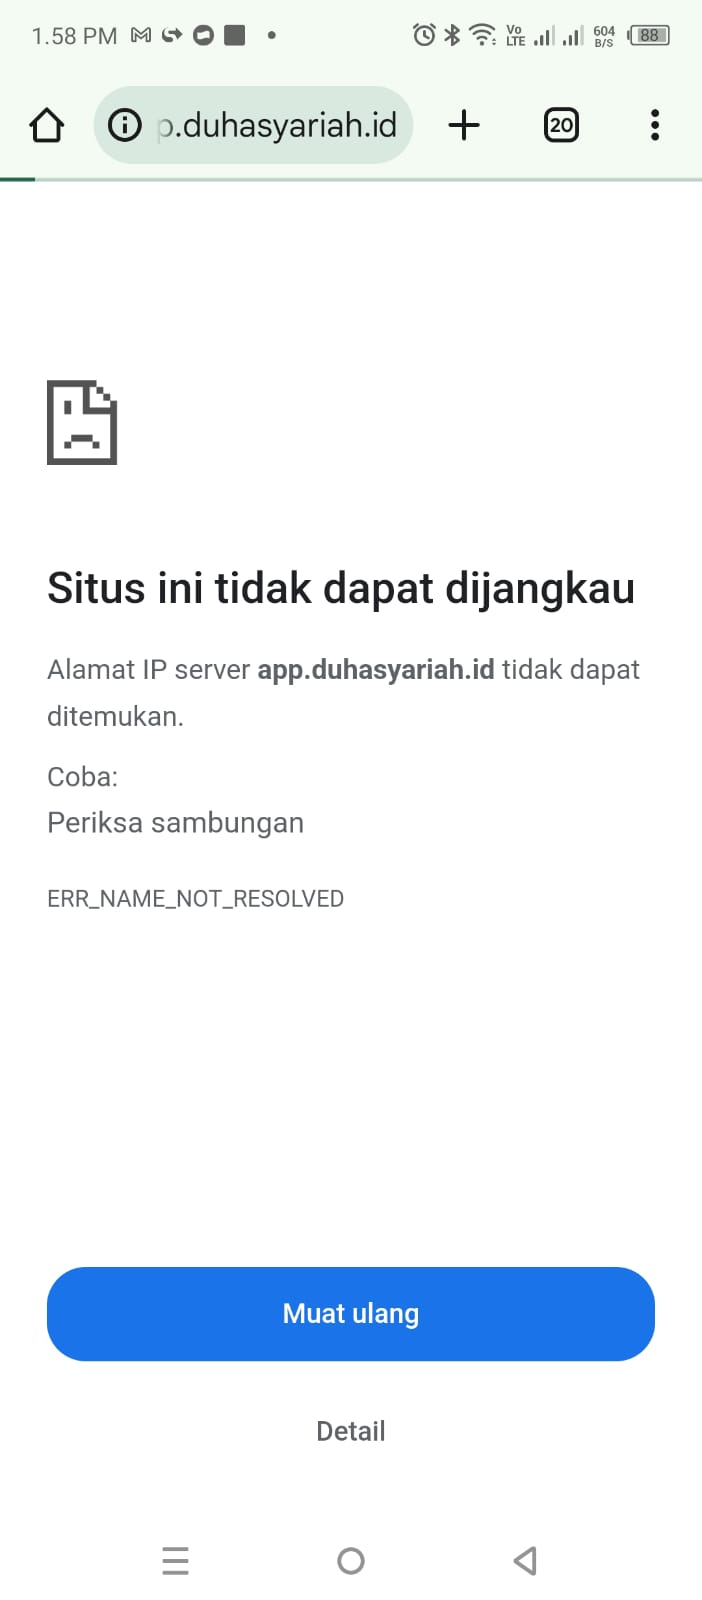 1.58 PM
Vo LTE
604 B/S
88
p.duhasyariah.id
20
Situs ini tidak dapat dijangkau
Alamat IP server app.duhasyariah.id tidak dapat
ditemukan.
Coba:
Periksa sambungan
ERR_NAME_NOT_RESOLVED
Muat ulang
Detail